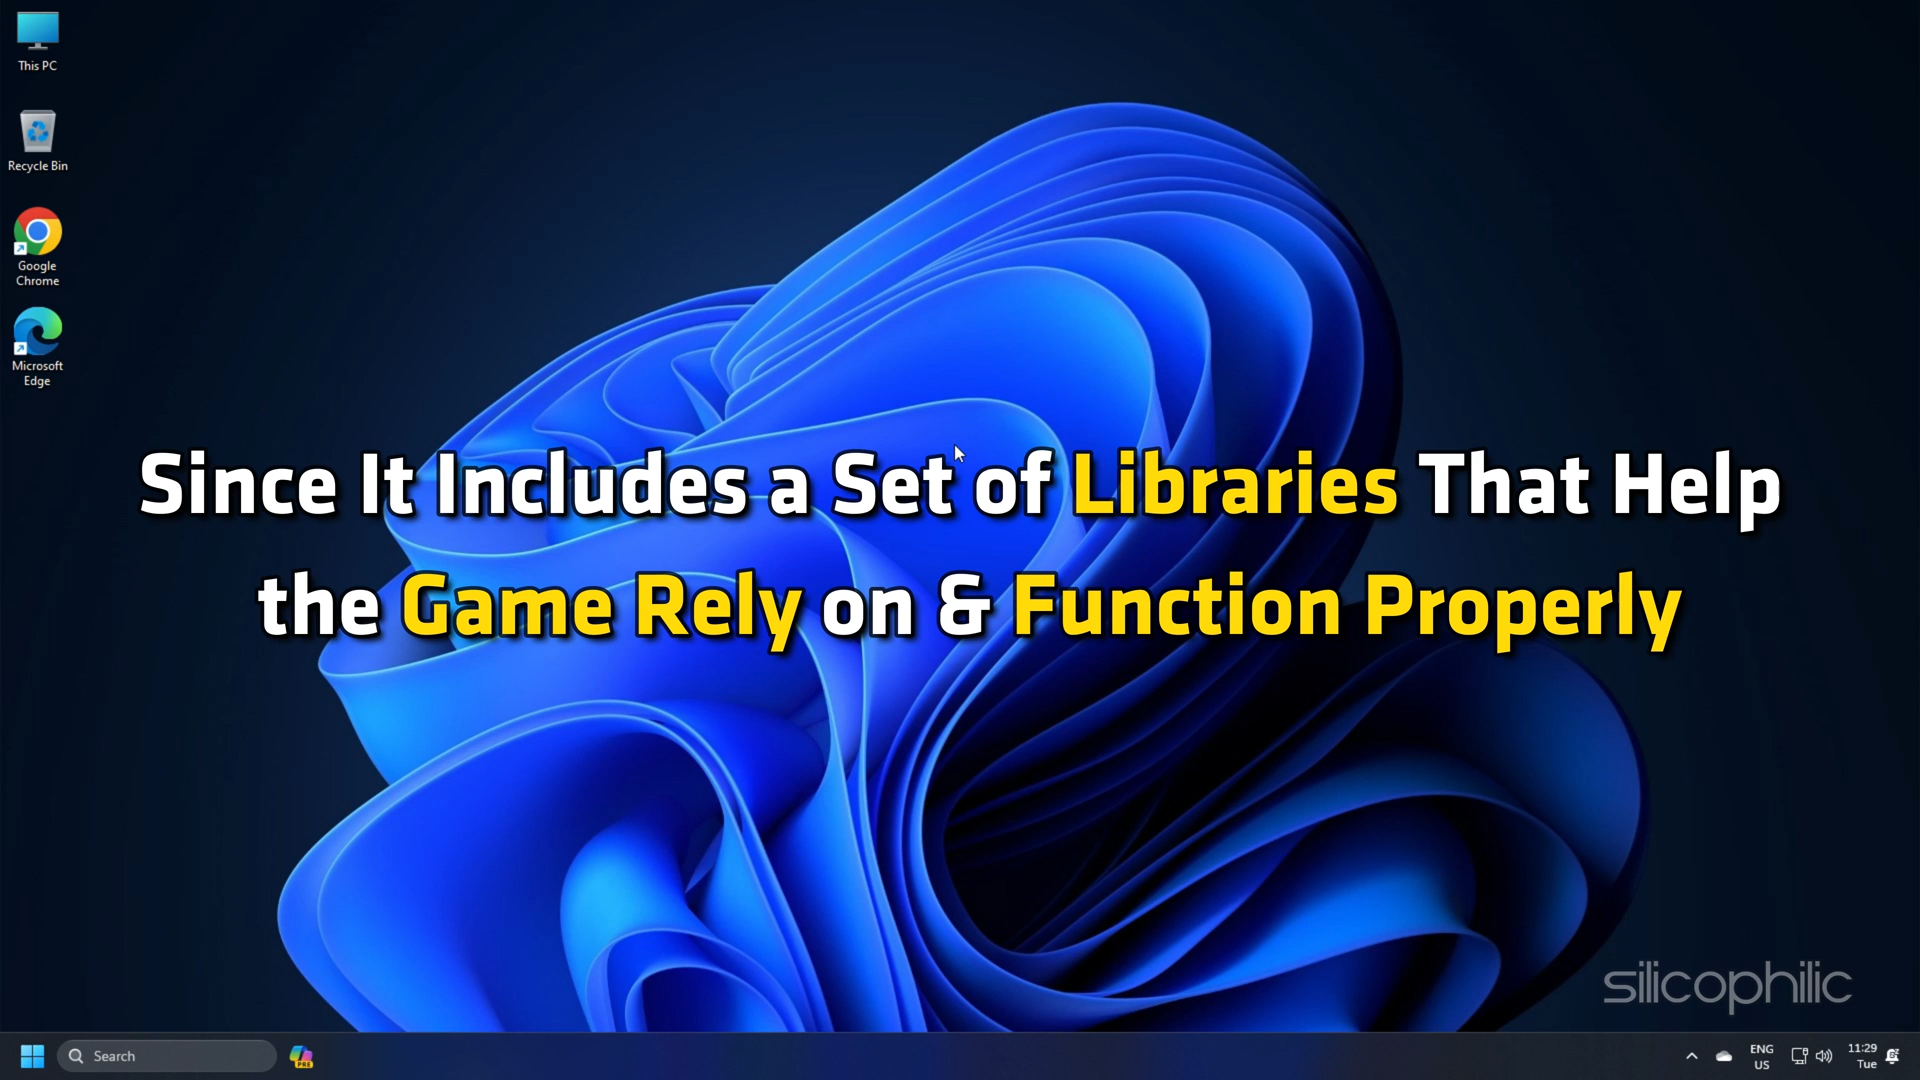 This PC
Recycle Bin
Google
Chrome
Microsoft
Edge
Since It Includes a Set of Libraries That Help
the Game Rely on & Function Properly
silicophilic
Search
PRE
ENG
US
11:29
Tue